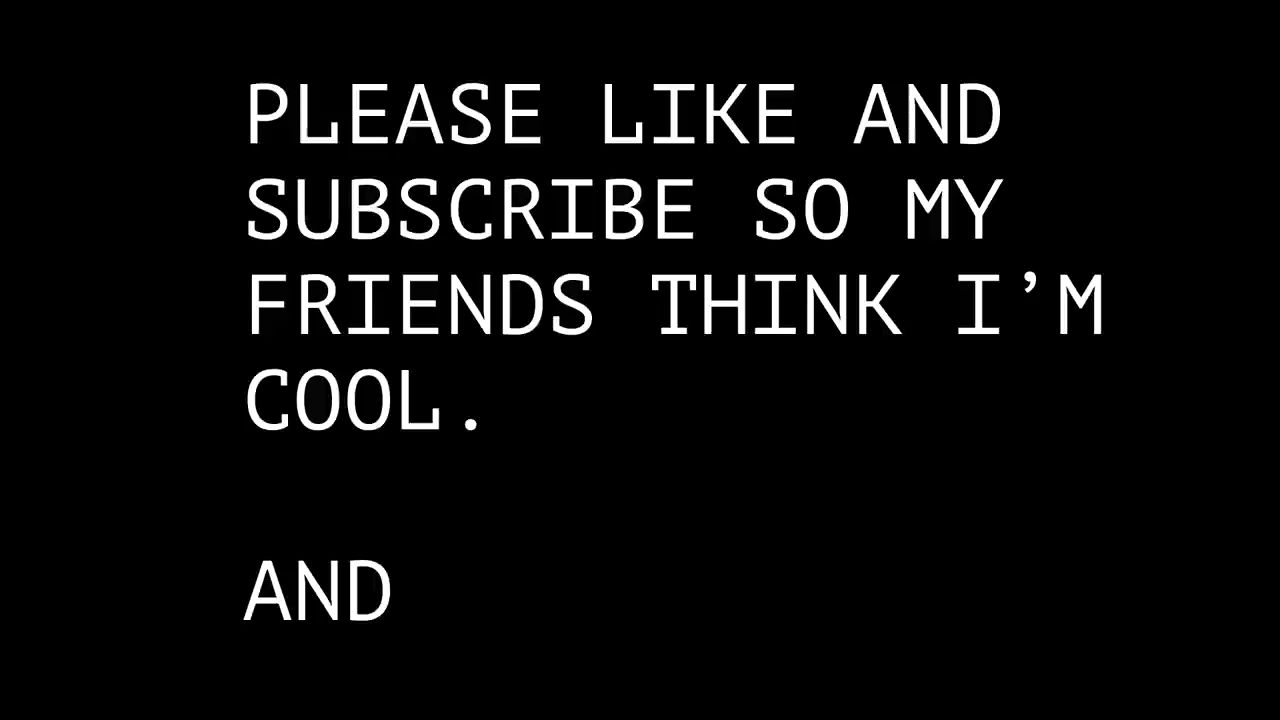 PLEASE LIKE AND
SUBSCRIBE SO MY
FRIENDS THINK I’M
COOL.
AND